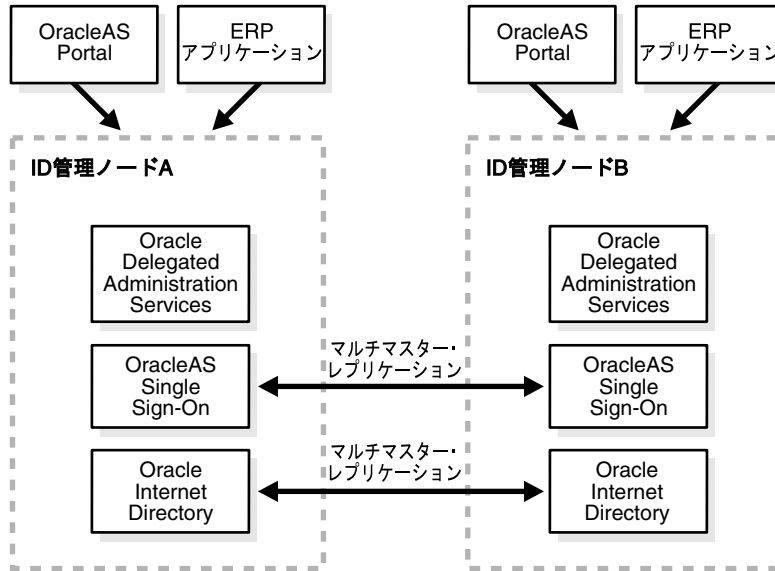 OracleAS
Portal
ERP
アプリケーション
OracleAS
Portal
ERP
アプリケーション
ID管理ノードA
ID管理ノードB
Oracle
Delegated
Administration
Services
Oracle
Delegated
Administration
Services
マルチマスター・
レプリケーション
OracleAS
Single
Sign-On
OracleAS
Single
Sign-On
マルチマスター・
レプリケーション
Oracle
Internet
Directory
Oracle
Internet
Directory